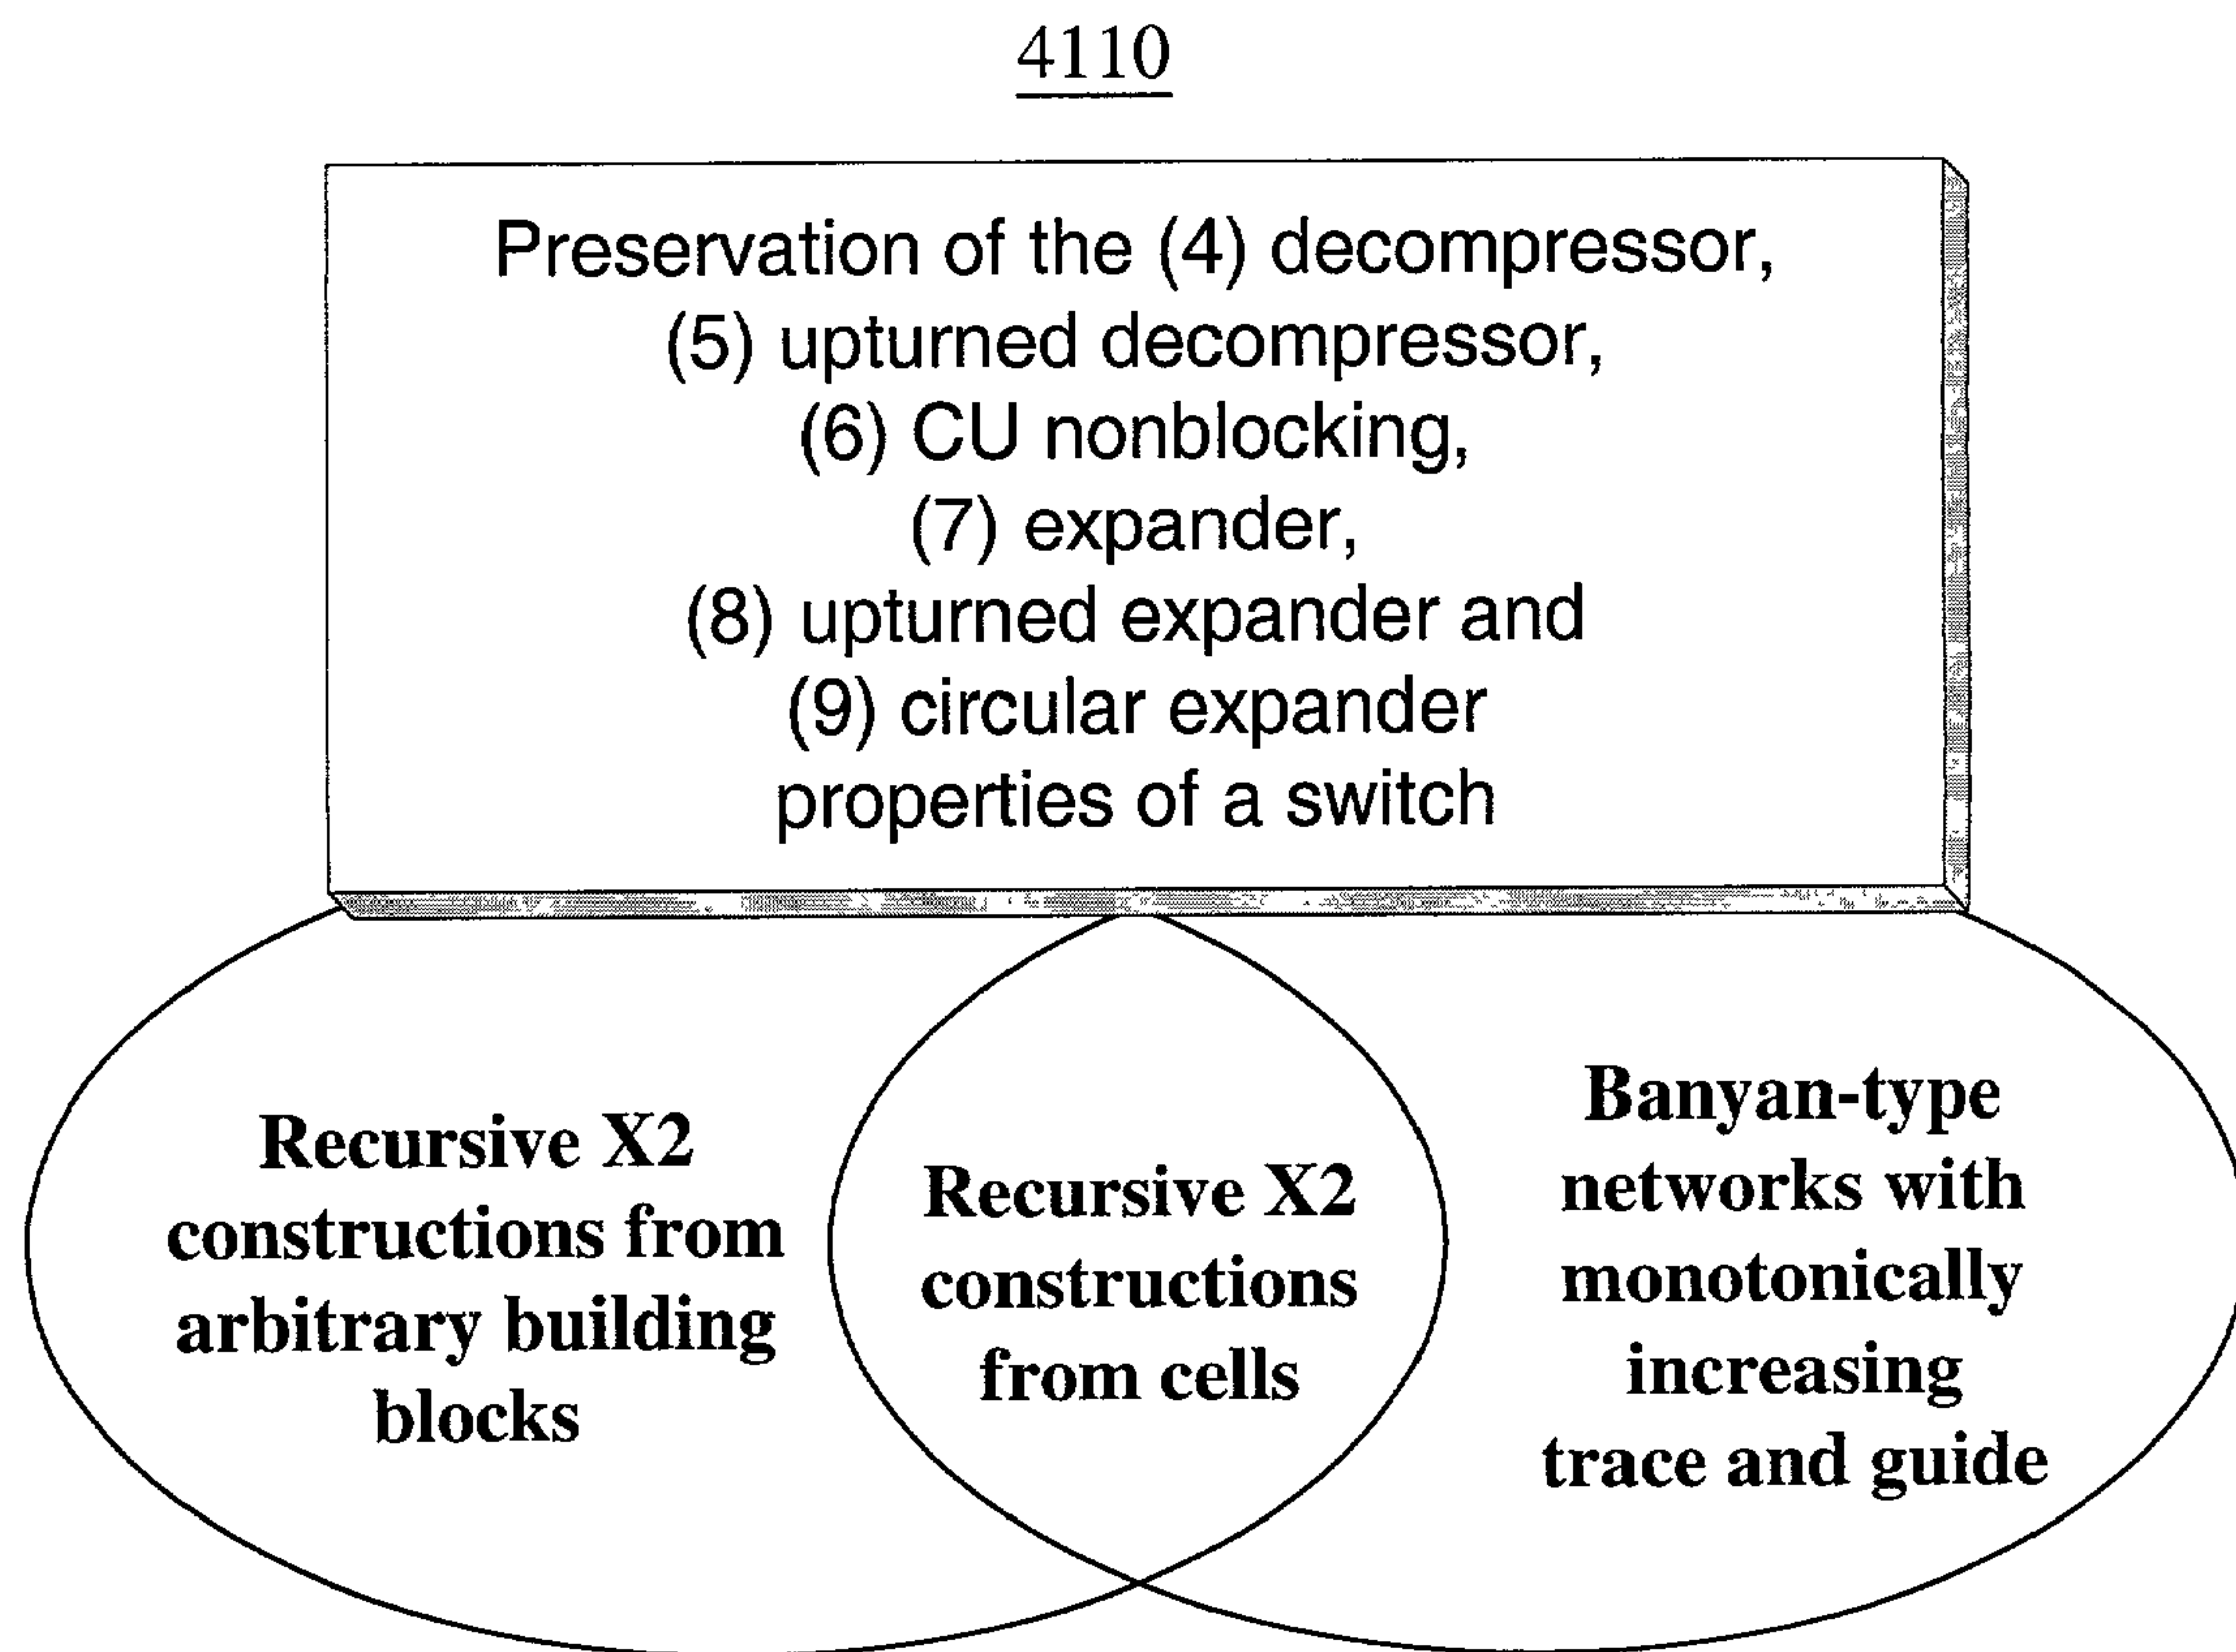 4110
Preservation of the (4) decompressor,
(5) upturned decompressor,
(6) CU nonblocking,
(7) expander,
(8) upturned expander and
(9) circular expander
properties of a switch
Recursive X2
constructions from
arbitrary building
blocks
Recursive X2
constructions
from cells
Banyan-type
networks with
monotonically
increasing
trace and guide